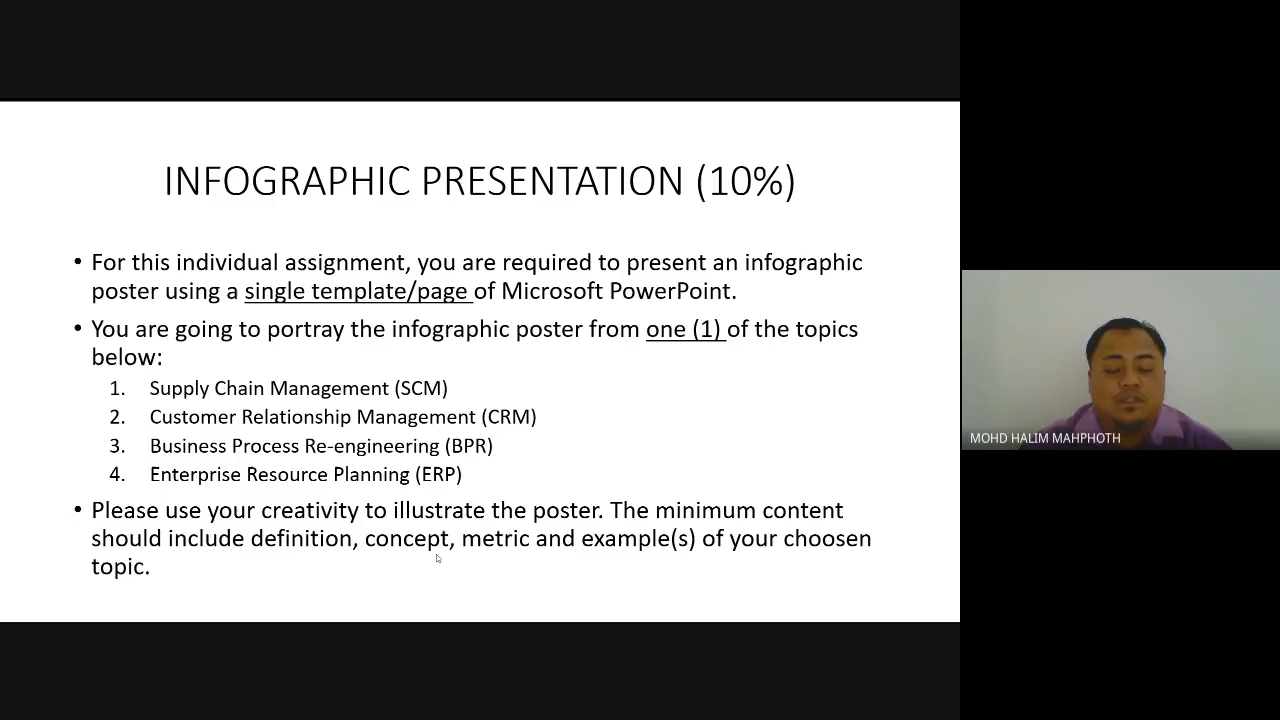 INFOGRAPHIC PRESENTATION (10%)
• For this individual assignment, you are required to present an infographic
poster using a single template/page of Microsoft PowerPoint.
• You are going to portray the infographic poster from one (1) of the topics
below:
1. Supply Chain Management (SCM)
2. Customer Relationship Management (CRM)
3. Business Process Re-engineering (BPR)
4. Enterprise Resource Planning (ERP)
• Please use your creativity to illustrate the poster. The minimum content
should include definition, concept, metric and example(s) of your choosen
topic.
MOHD HALIM MAHPHOTH